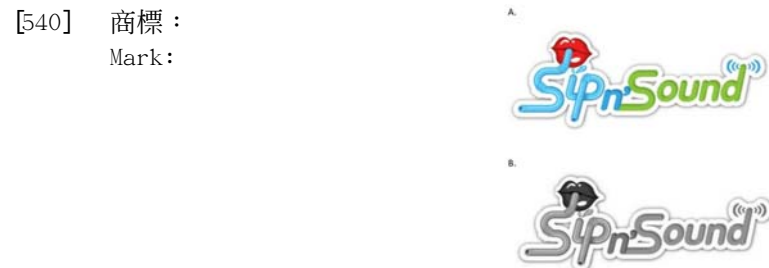 [540] 商標：
Mark:
A.
Sip n' Sound
B.
Sip n' Sound